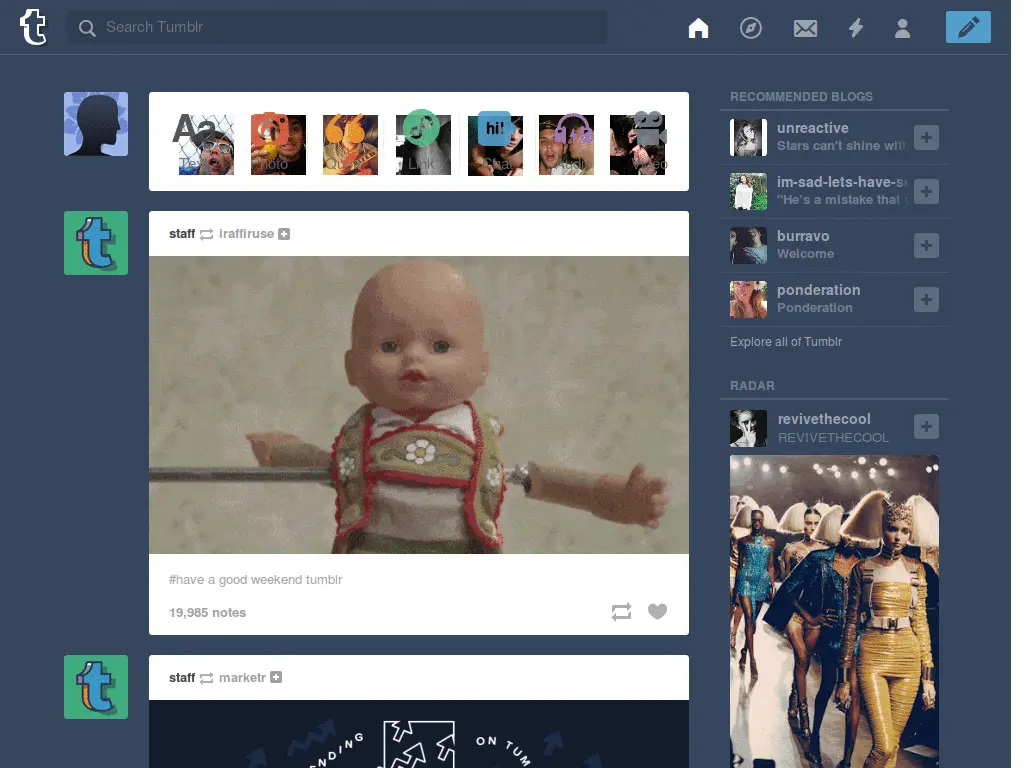 Search Tumblr
Aa
hi!
Text
Photo
Link
Chat
Audio
Video
staff iraffiruse
#have a good weekend tumblr
19,985 notes
staff marketr
ENDING
ON TUM
RECOMMENDED BLOGS
unreactive
Stars can't shine with
im-sad-lets-have-se
"He's a mistake that
burravo
Welcome
ponderation
Ponderation
Explore all of Tumblr
RADAR
revivethecool
REVIVETHECOOL